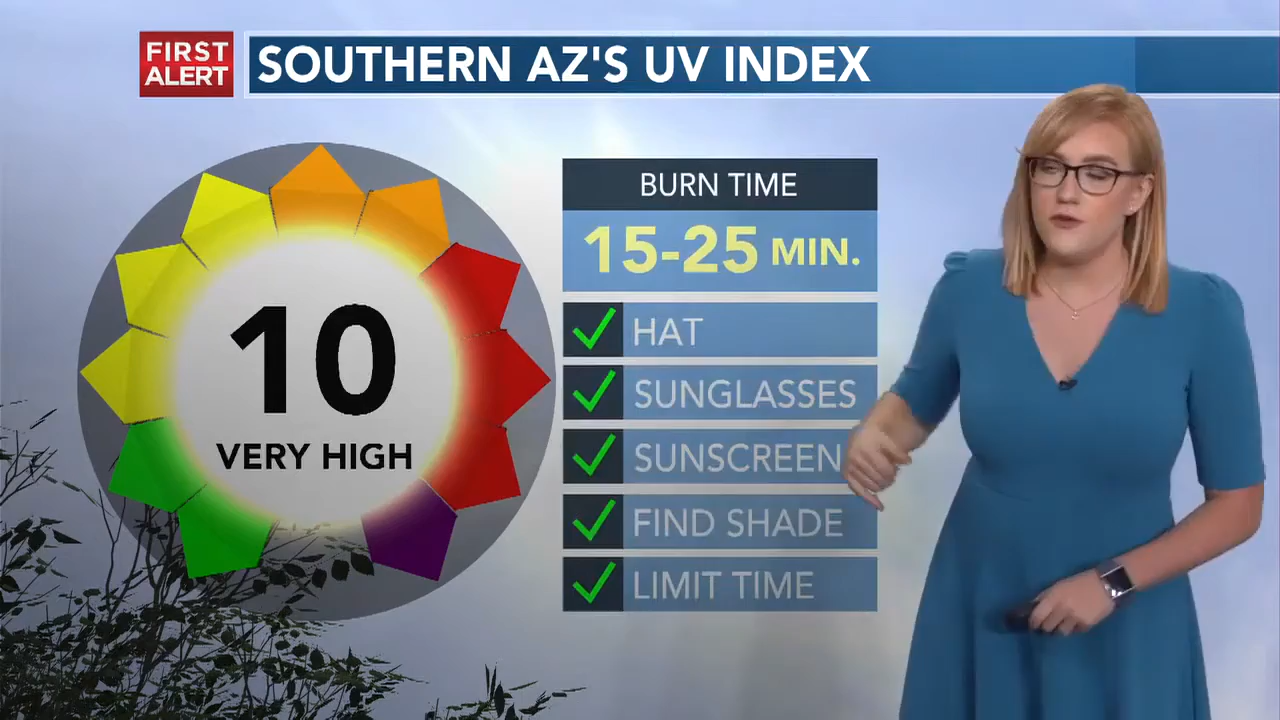 FIRST
ALERT
SOUTHERN AZ'S UV INDEX
10
VERY HIGH
BURN TIME
15-25 MIN.
HAT
SUNGLASSES
SUNSCREEN
FIND SHADE
LIMIT TIME